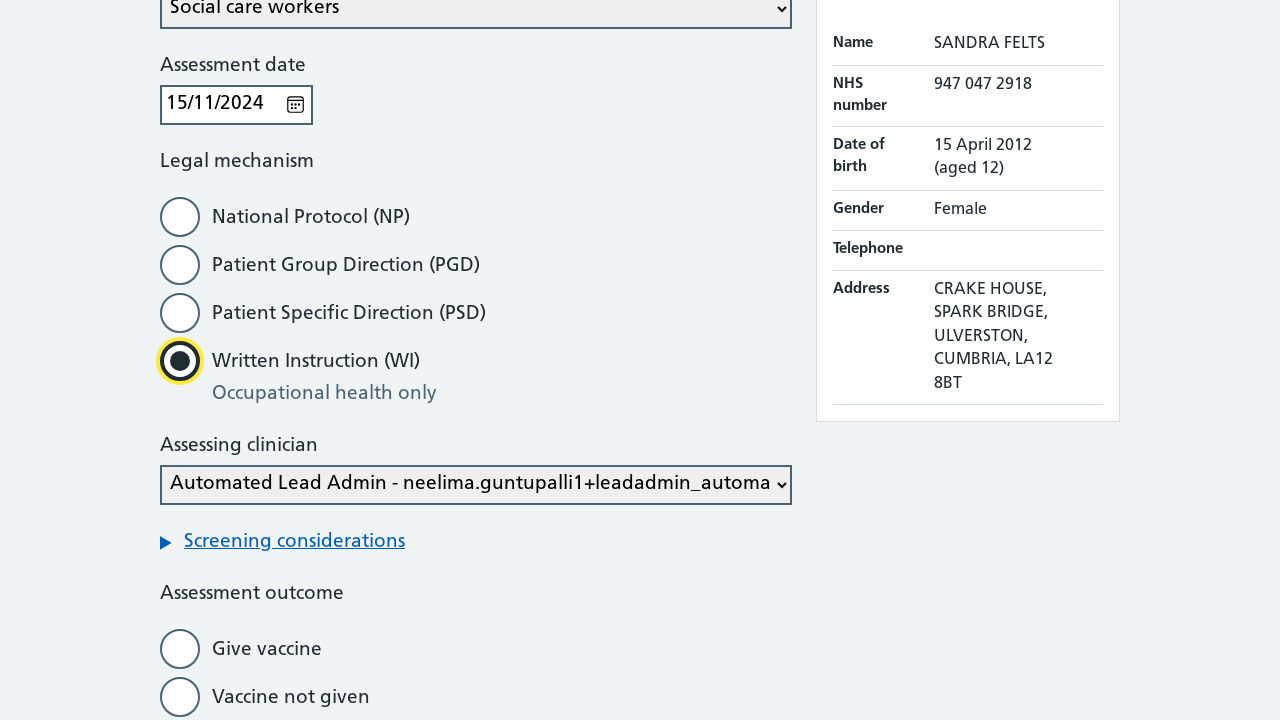 Social care workers
Assessment date
15/11/2024
Legal mechanism
National Protocol (NP)
Patient Group Direction (PGD)
Patient Specific Direction (PSD)
Written Instruction (WI)
Occupational health only
Assessing clinician
Automated Lead Admin - neelima.guntupalli1+leadadmin_automa
Screening considerations
Assessment outcome
Give vaccine
Vaccine not given
Name SANDRA FELTS
NHS number 947 047 2918
Date of birth 15 April 2012
(aged 12)
Gender Female
Telephone
Address CRAKE HOUSE,
SPARK BRIDGE,
ULVERSTON,
CUMBRIA, LA12
8BT